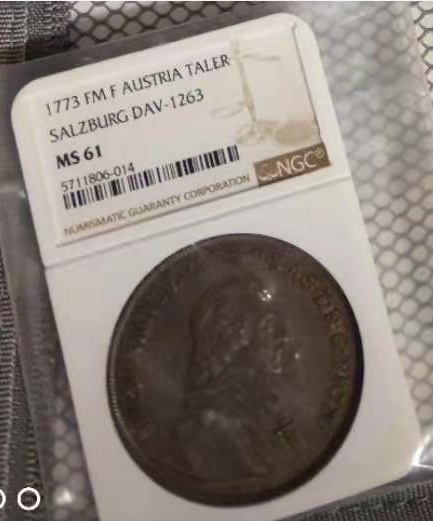 1773 FM F AUSTRIA TALER
SALZBURG DAV-1263
MS 61
5711806-014
NUMISMATIC GUARANTY CORPORATION
NGC®